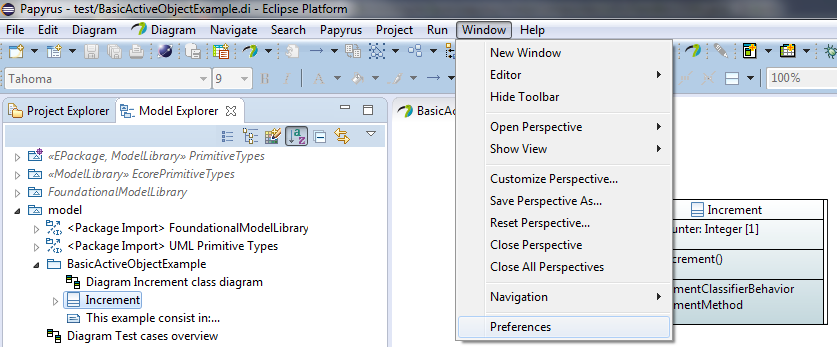 Papyrus - test/BasicActiveObjectExample.di - Eclipse Platform
File Edit Diagram Diagram Navigate Search Papyrus Project Run Window Help
Tahoma 9 B I A 100%
Project Explorer Model Explorer
BasicActi
«EPackage, ModelLibrary» PrimitiveTypes
«ModelLibrary» EcorePrimitiveTypes
FoundationalModelLibrary
model
<Package Import> FoundationalModelLibrary
<Package Import> UML Primitive Types
BasicActiveObjectExample
Diagram Increment class diagram
Increment
This example consist in:...
Diagram Test cases overview
New Window
Editor
Hide Toolbar
Open Perspective
Show View
Customize Perspective...
Save Perspective As...
Reset Perspective...
Close Perspective
Close All Perspectives
Navigation
Preferences
Increment
unter: Integer [1]
crement()
mentClassifierBehavior
mentMethod